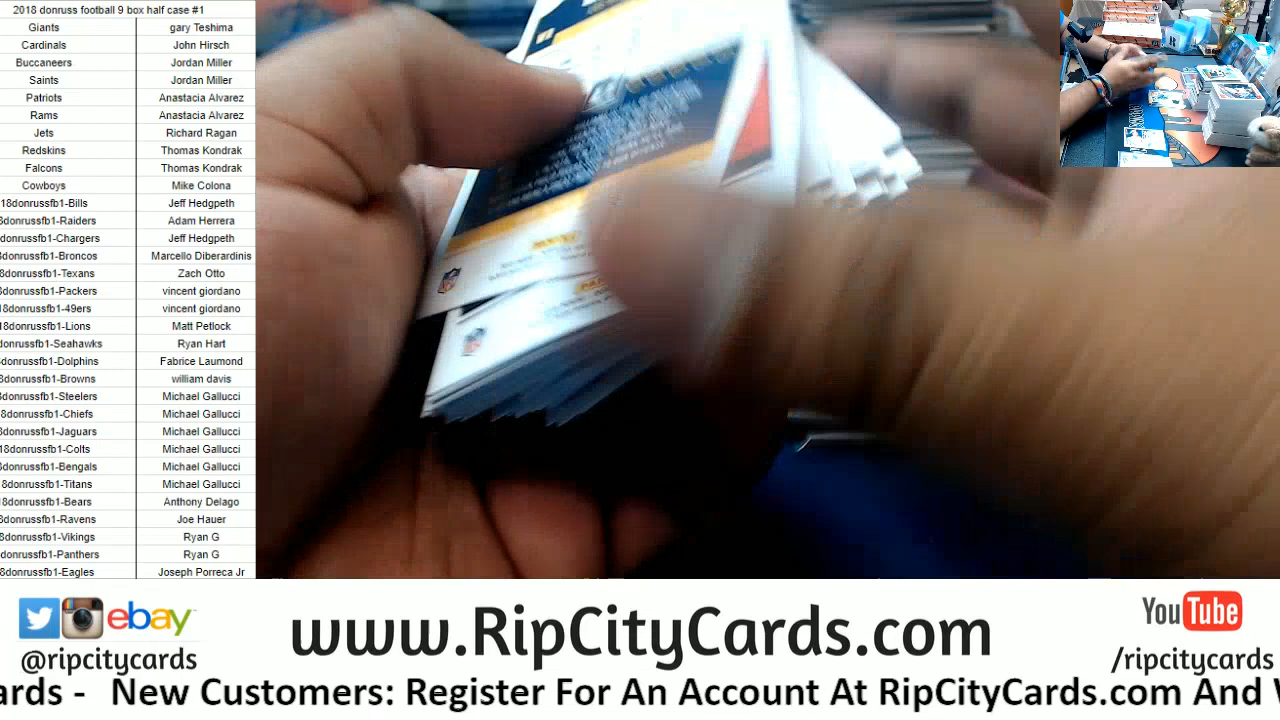 2018 donruss football 9 box half case #1
Giants gary Teshima
Cardinals John Hirsch
Buccaneers Jordan Miller
Saints Jordan Miller
Patriots Anastacia Alvarez
Rams Anastacia Alvarez
Jets Richard Ragan
Redskins Thomas Kondrak
Falcons Thomas Kondrak
Cowboys Mike Colona
18donrussfb1-Bills Jeff Hedgpeth
8donrussfb1-Raiders Adam Herrera
donrussfb1-Chargers Jeff Hedgpeth
8donrussfb1-Broncos Marcello Diberardinis
8donrussfb1-Texans Zach Otto
8donrussfb1-Packers vincent giordano
18donrussfb1-49ers vincent giordano
18donrussfb1-Lions Matt Petlock
donrussfb1-Seahawks Ryan Hart
donrussfb1-Dolphins Fabrice Laumond
8donrussfb1-Browns william davis
8donrussfb1-Steelers Michael Gallucci
8donrussfb1-Chiefs Michael Gallucci
8donrussfb1-Jaguars Michael Gallucci
18donrussfb1-Colts Michael Gallucci
8donrussfb1-Bengals Michael Gallucci
18donrussfb1-Titans Michael Gallucci
18donrussfb1-Bears Anthony Delago
8donrussfb1-Ravens Joe Hauer
8donrussfb1-Vikings Ryan G
donrussfb1-Panthers Ryan G
8donrussfb1-Eagles Joseph Porreca Jr
ebay
@ripcitycards
www.RipCityCards.com
YouTube
/ripcitycards
ards - New Customers: Register For An Account At RipCityCards.com And